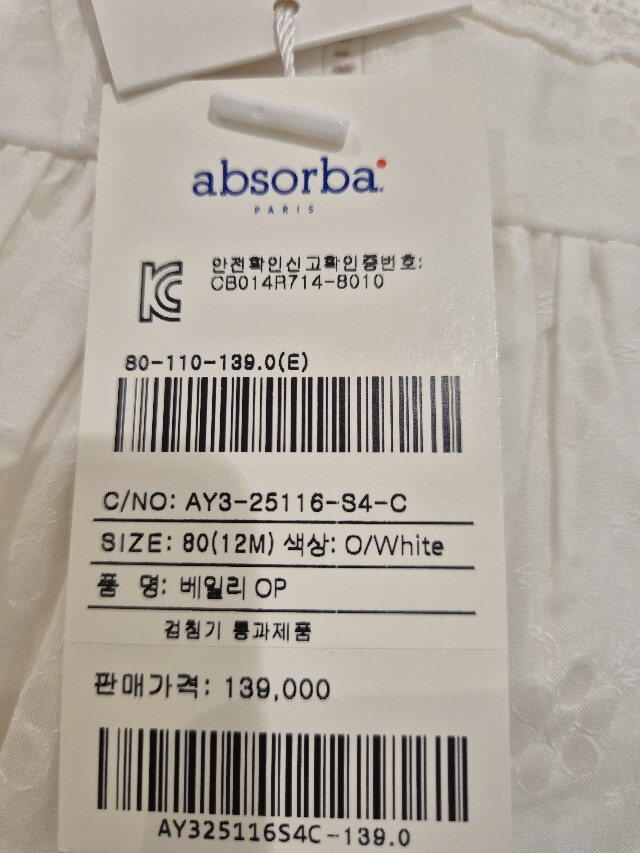 absorba
PARIS
안전확인신고확인증번호:
CB014R714-8010
80-110-139.0(E)
C/NO: AY3-25116-S4-C
SIZE: 80(12M) 색상: O/White
품 명: 베일리 OP
검침기 통과제품
판매가격: 139,000
AY325116S4C-139.0